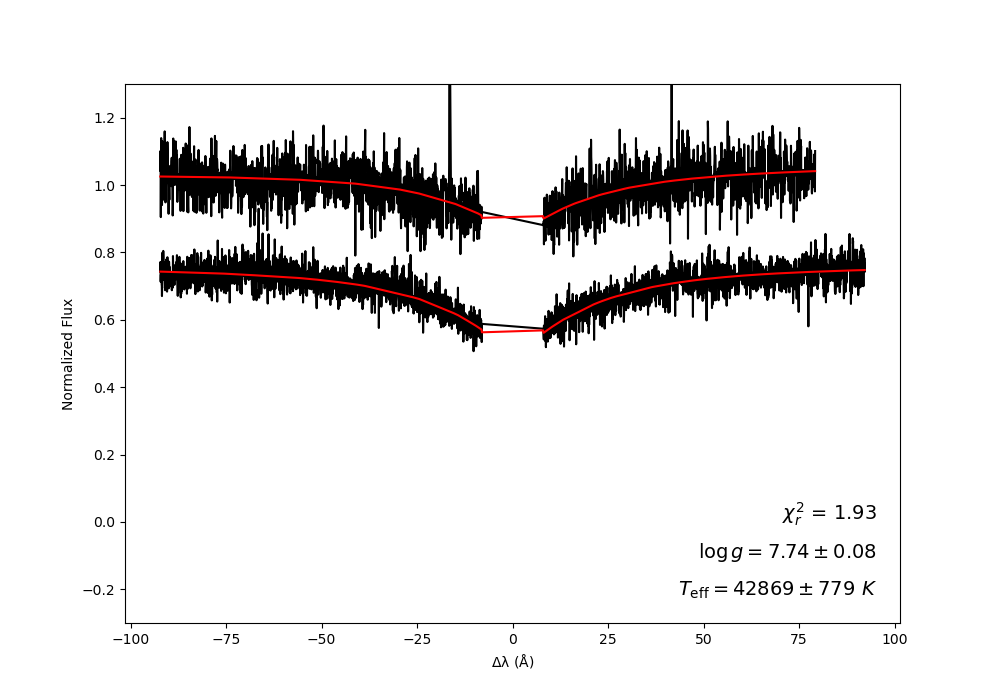 1.2
1.0
0.8
0.6
0.4
0.2
0.0
−0.2
Normalized Flux
χ²ᵣ = 1.93
log g = 7.74 ± 0.08
T_eff = 42869 ± 779 K
−100 −75 −50 −25 0 25 50 75 100
Δλ (Å)